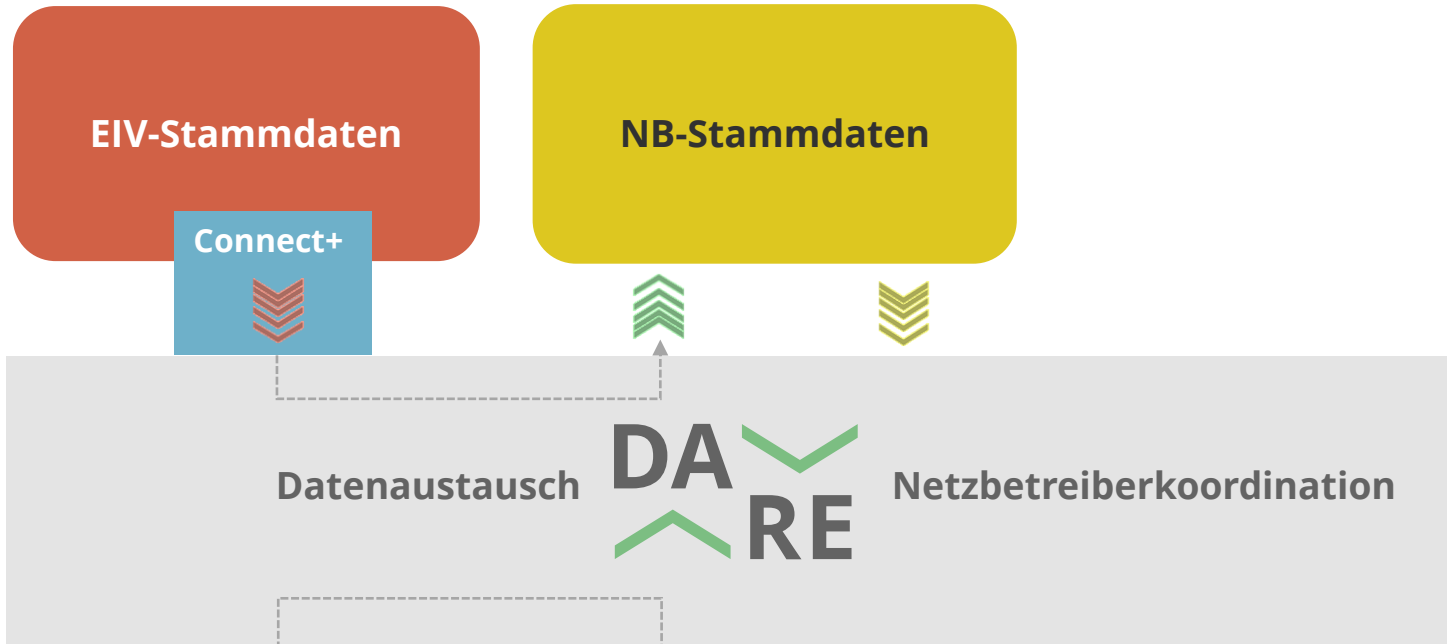 EIV-Stammdaten
NB-Stammdaten
Connect+
Datenaustausch
DA
RE
Netzbetreiberkoordination